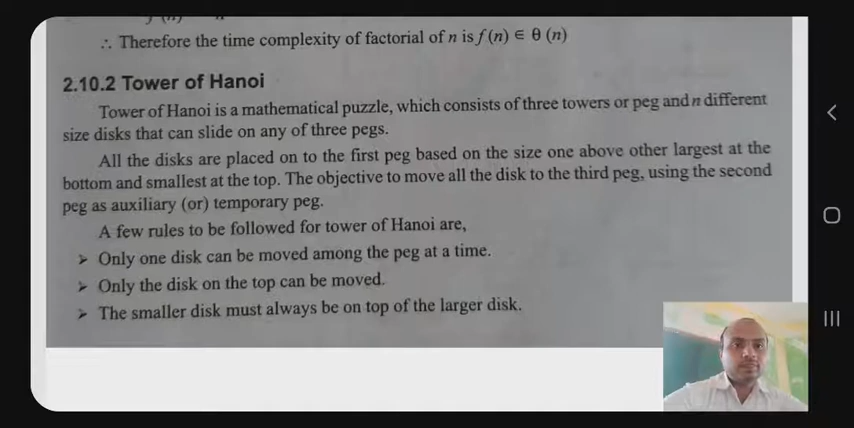 ∴ Therefore the time complexity of factorial of n is f (n) ∈ θ (n)
2.10.2 Tower of Hanoi
Tower of Hanoi is a mathematical puzzle, which consists of three towers or peg and n different
size disks that can slide on any of three pegs.
All the disks are placed on to the first peg based on the size one above other largest at the
bottom and smallest at the top. The objective to move all the disk to the third peg, using the second
peg as auxiliary (or) temporary peg.
A few rules to be followed for tower of Hanoi are,
➢ Only one disk can be moved among the peg at a time.
➢ Only the disk on the top can be moved.
➢ The smaller disk must always be on top of the larger disk.